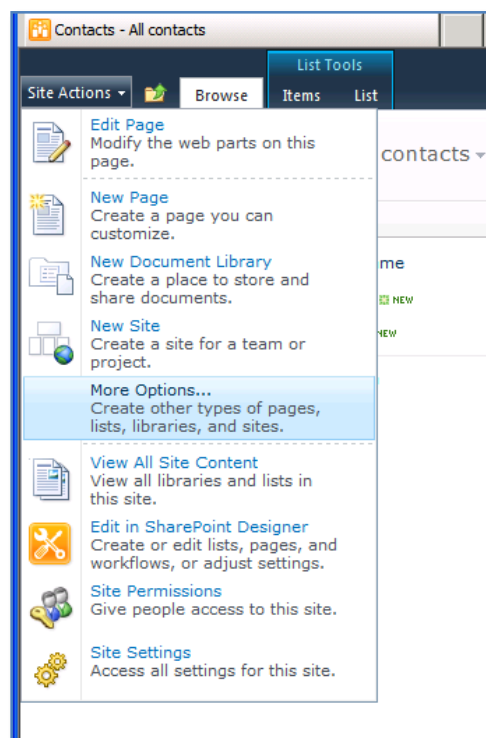 Contacts - All contacts
List Tools
Site Actions Browse Items List
Edit Page
Modify the web parts on this
page.
contacts
New Page
Create a page you can
customize.
New Document Library
Create a place to store and
share documents.
me
NEW
New Site
Create a site for a team or
project.
NEW
More Options...
Create other types of pages,
lists, libraries, and sites.
View All Site Content
View all libraries and lists in
this site.
Edit in SharePoint Designer
Create or edit lists, pages, and
workflows, or adjust settings.
Site Permissions
Give people access to this site.
Site Settings
Access all settings for this site.